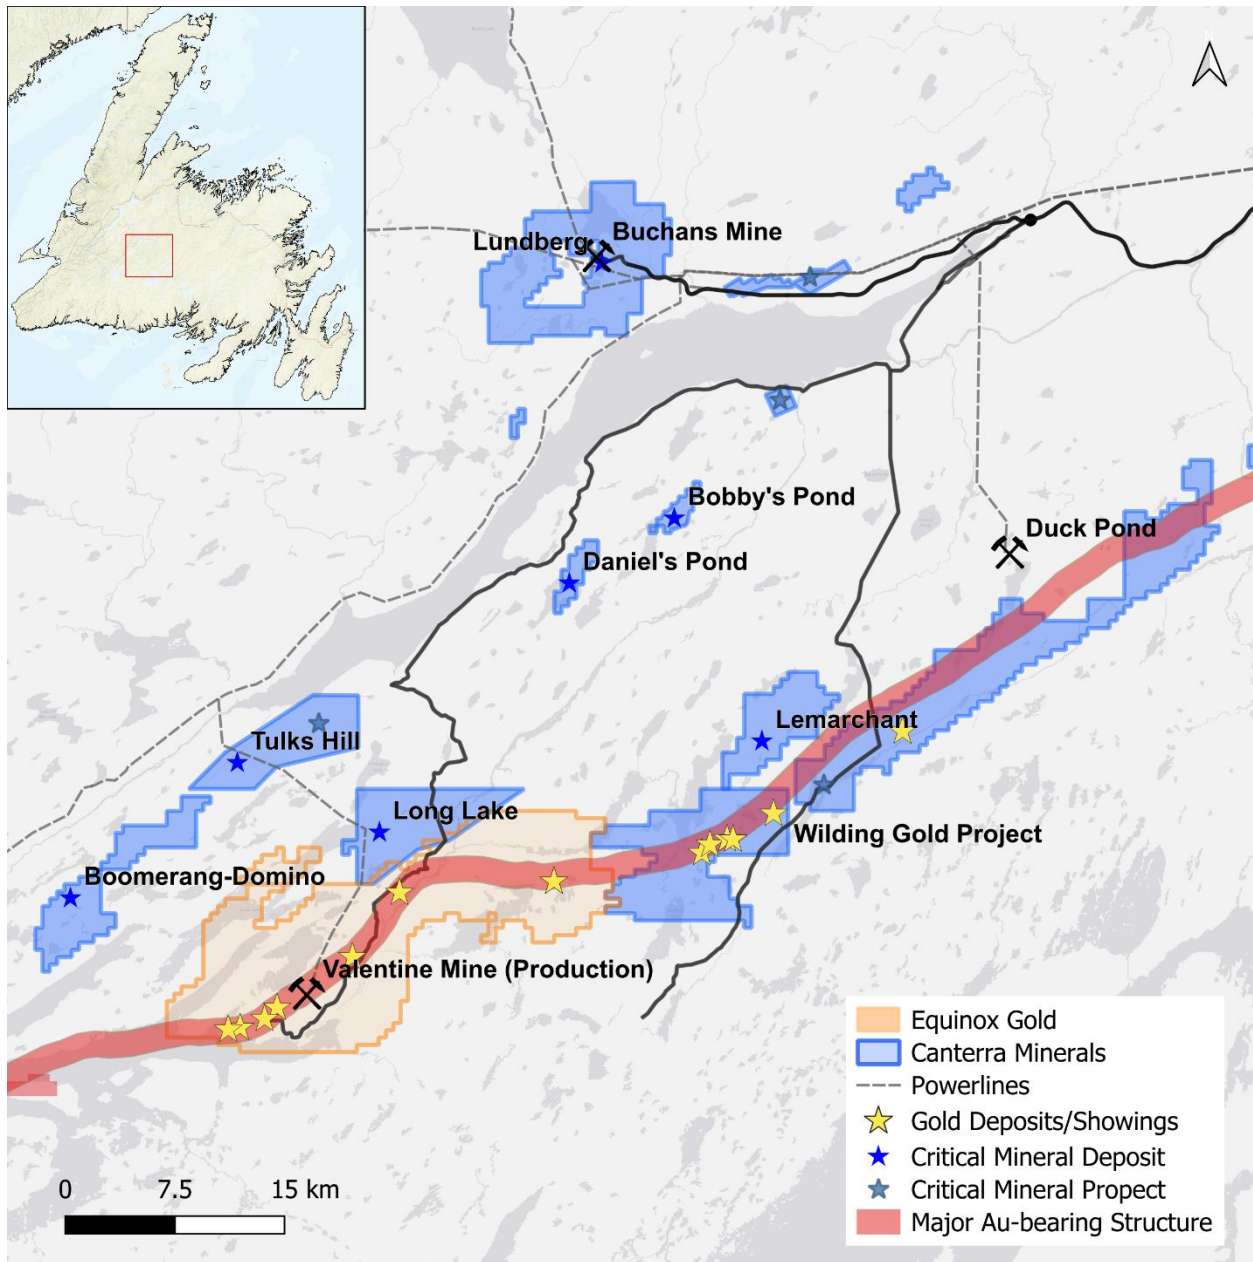 N
Buchans Mine
Lundberg
Bobby's Pond
Duck Pond
Daniel's Pond
Lemarchant
Tulks Hill
Long Lake
Wilding Gold Project
Boomerang-Domino
Valentine Mine (Production)
Equinox Gold
Canterra Minerals
Powerlines
Gold Deposits/Showings
Critical Mineral Deposit
Critical Mineral Propect
Major Au-bearing Structure
0 7.5 15 km